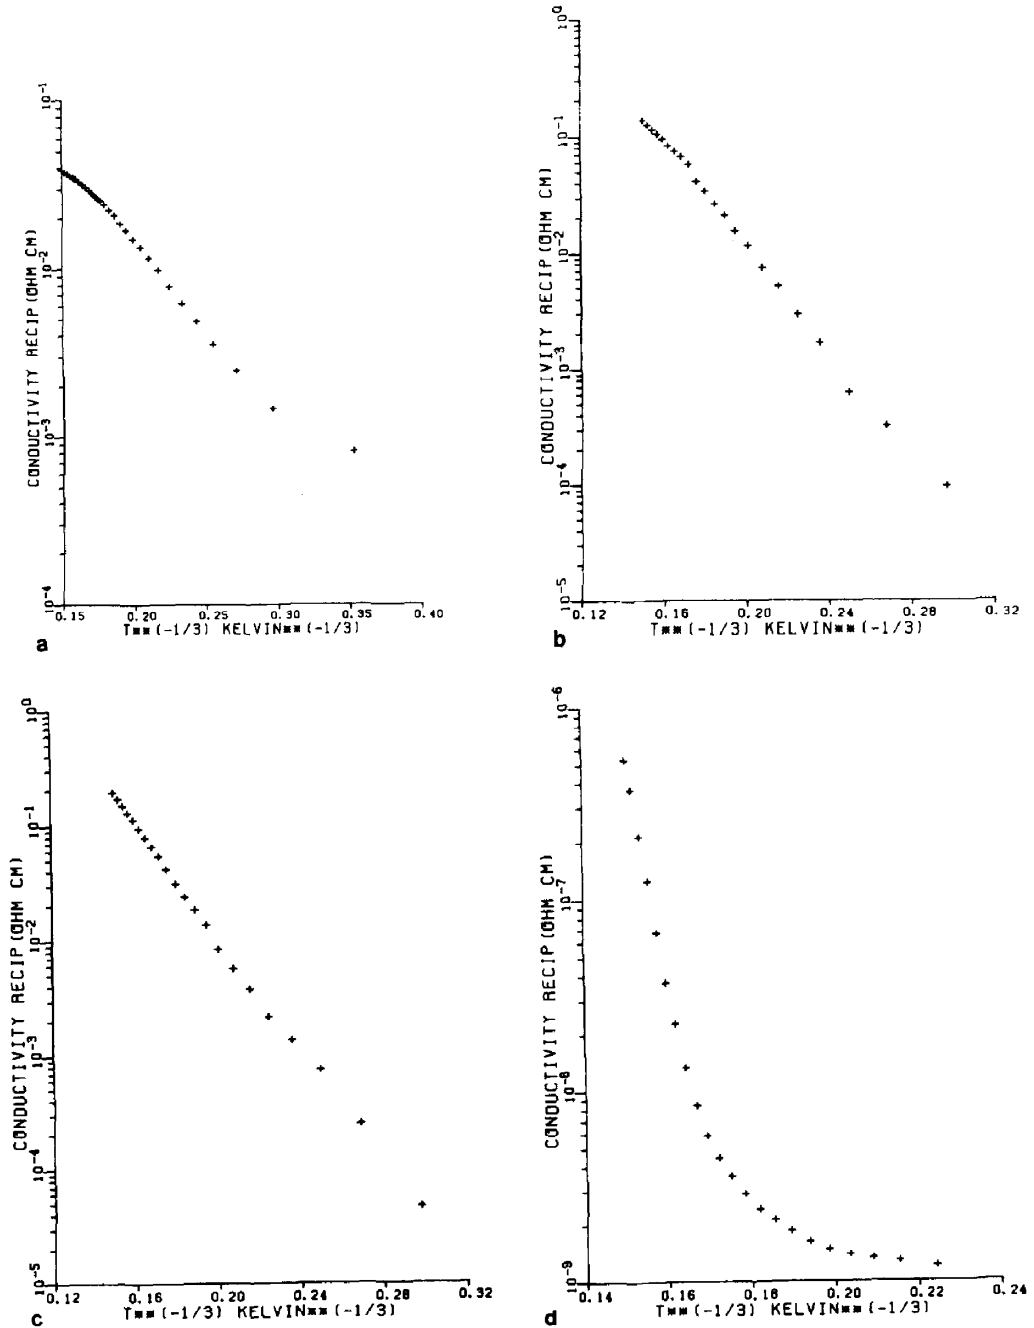 10⁻¹
10⁻²
10⁻³
10⁻⁴
CONDUCTIVITY RECIP(OHM CM)
0.15 0.20 0.25 0.30 0.35 0.40
T**(-1/3) KELVIN**(-1/3)
a
10⁰
10⁻¹
10⁻²
10⁻³
10⁻⁴
10⁻⁵
CONDUCTIVITY RECIP(OHM CM)
0.12 0.16 0.20 0.24 0.28 0.32
T**(-1/3) KELVIN**(-1/3)
b
10⁰
10⁻¹
10⁻²
10⁻³
10⁻⁴
10⁻⁵
CONDUCTIVITY RECIP(OHM CM)
0.12 0.16 0.20 0.24 0.28 0.32
T**(-1/3) KELVIN**(-1/3)
c
10⁻⁶
10⁻⁷
10⁻⁸
10⁻⁹
CONDUCTIVITY RECIP(OHM CM)
0.14 0.16 0.18 0.20 0.22 0.24
T**(-1/3) KELVIN**(-1/3)
d